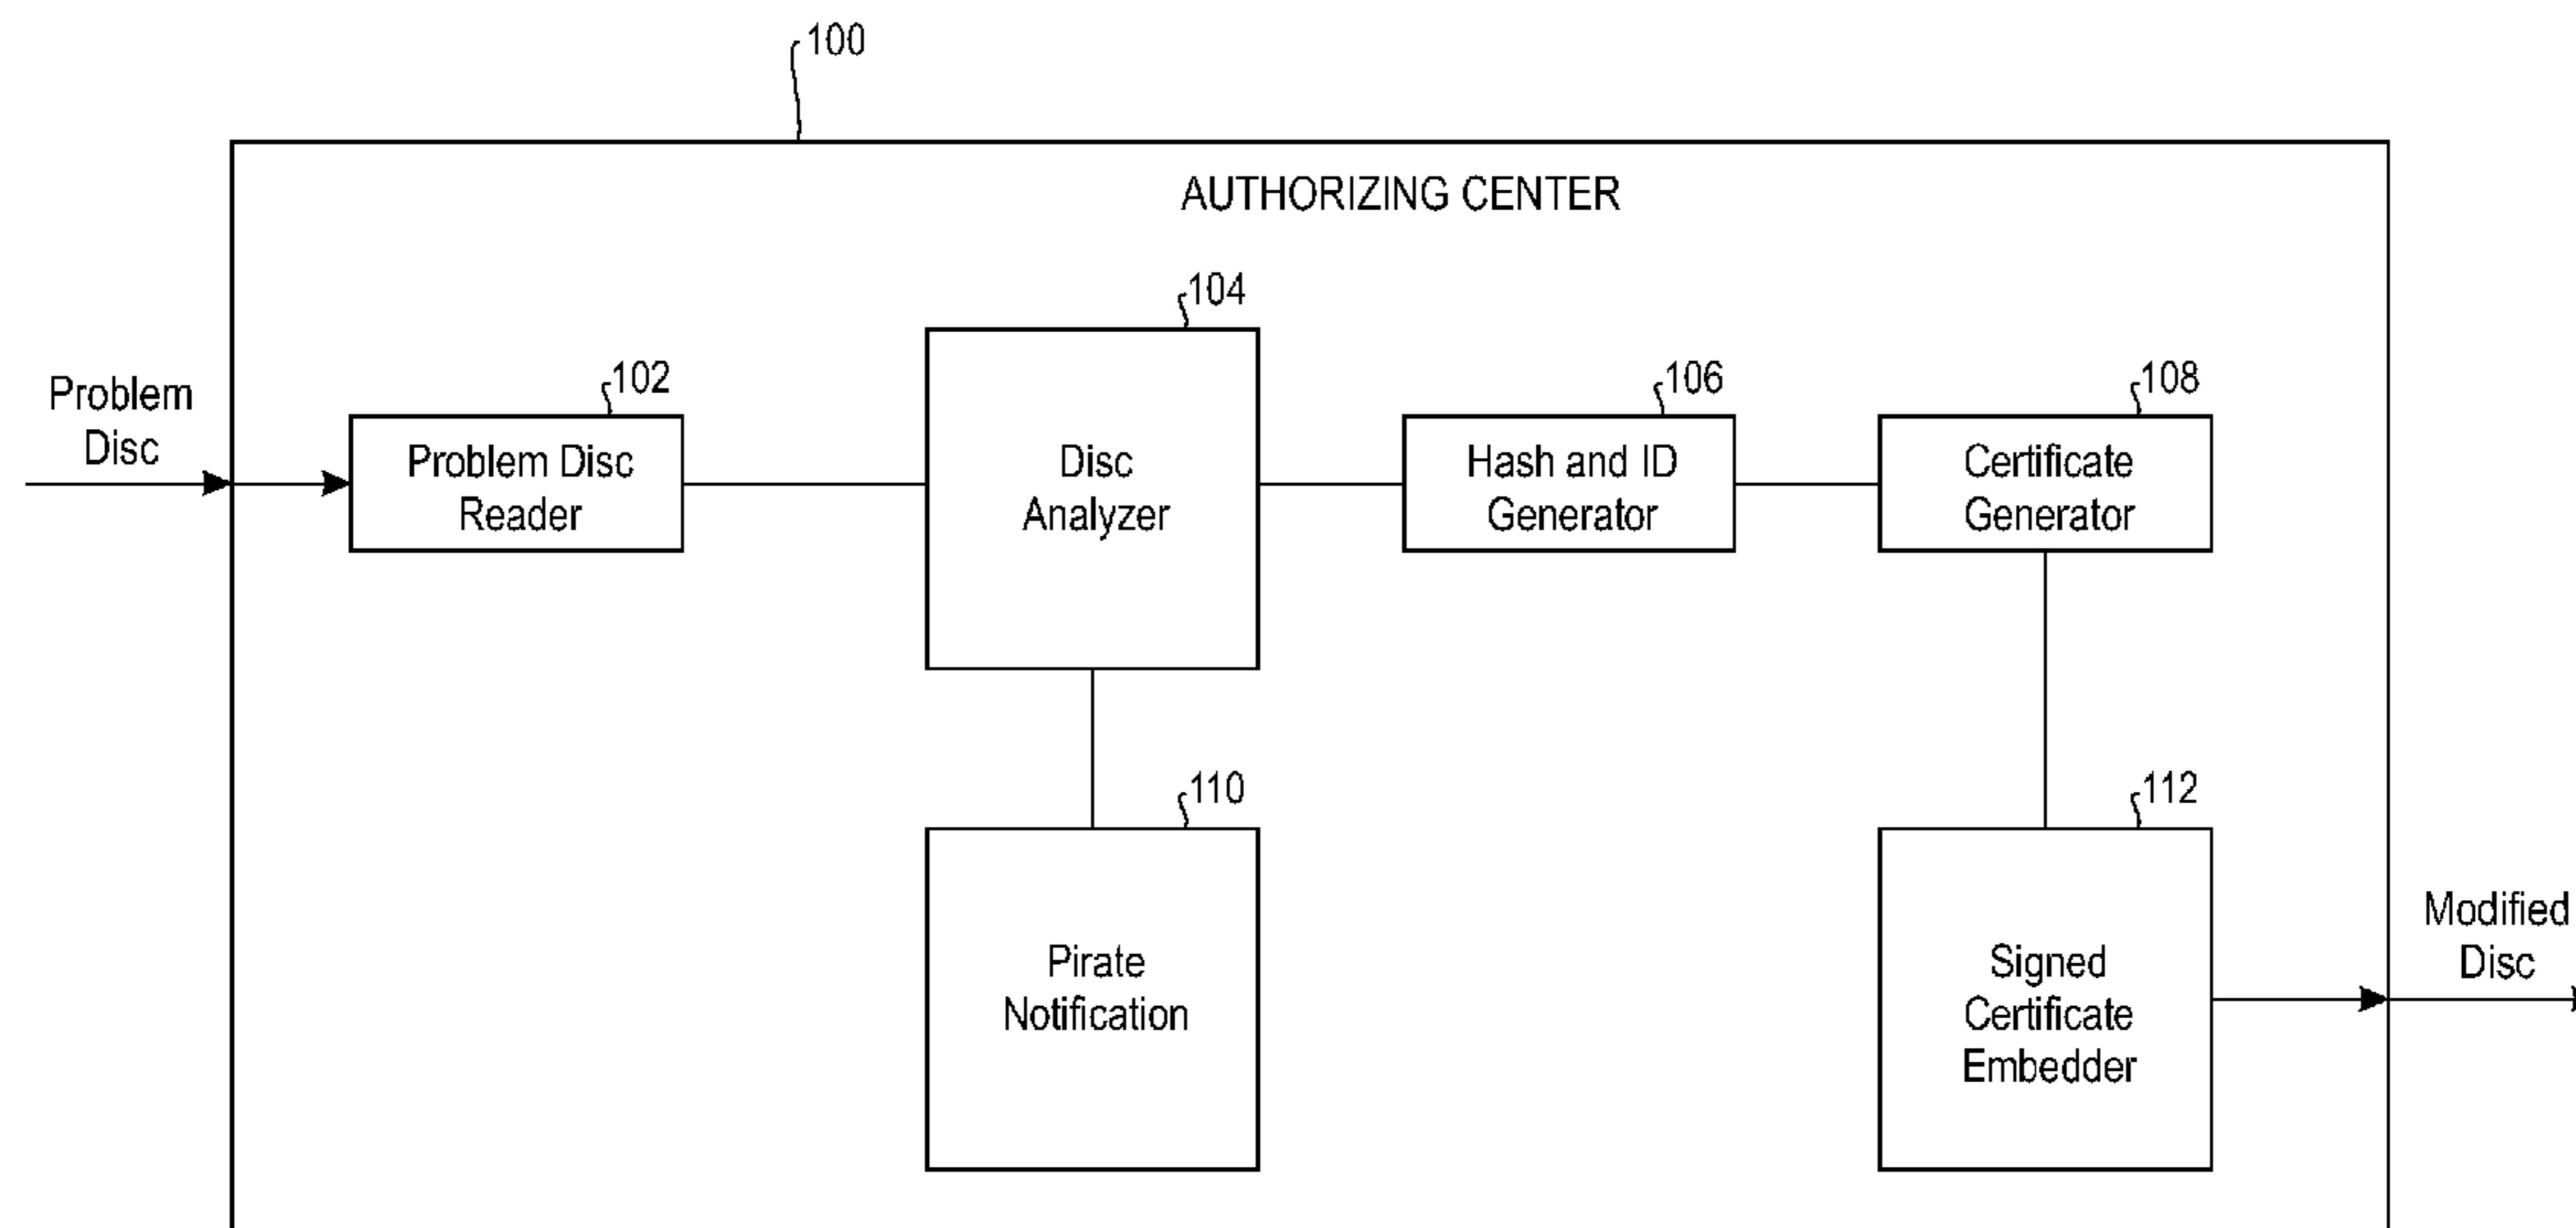 100
AUTHORIZING CENTER
104
102
106
108
Problem
Disc
Problem Disc
Reader
Disc
Analyzer
Hash and ID
Generator
Certificate
Generator
110
112
Pirate
Notification
Signed
Certificate
Embedder
Modified
Disc